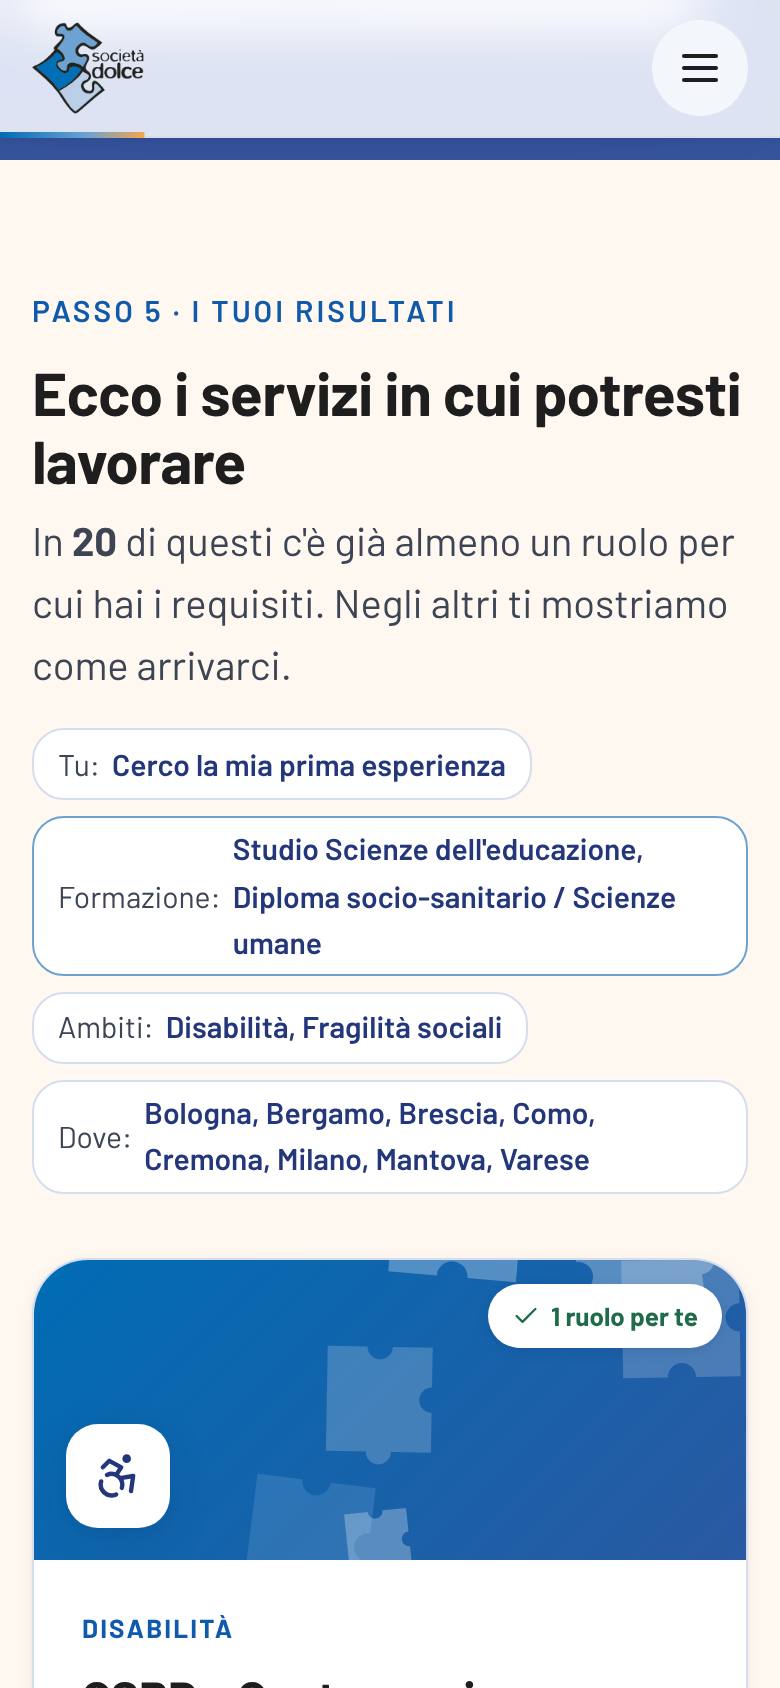 società
dolce
PASSO 5 · I TUOI RISULTATI
Ecco i servizi in cui potresti
lavorare
In 20 di questi c'è già almeno un ruolo per
cui hai i requisiti. Negli altri ti mostriamo
come arrivarci.
Tu: Cerco la mia prima esperienza
Formazione: Studio Scienze dell'educazione,
Diploma socio-sanitario / Scienze
umane
Ambiti: Disabilità, Fragilità sociali
Dove: Bologna, Bergamo, Brescia, Como,
Cremona, Milano, Mantova, Varese
1 ruolo per te
DISABILITÀ